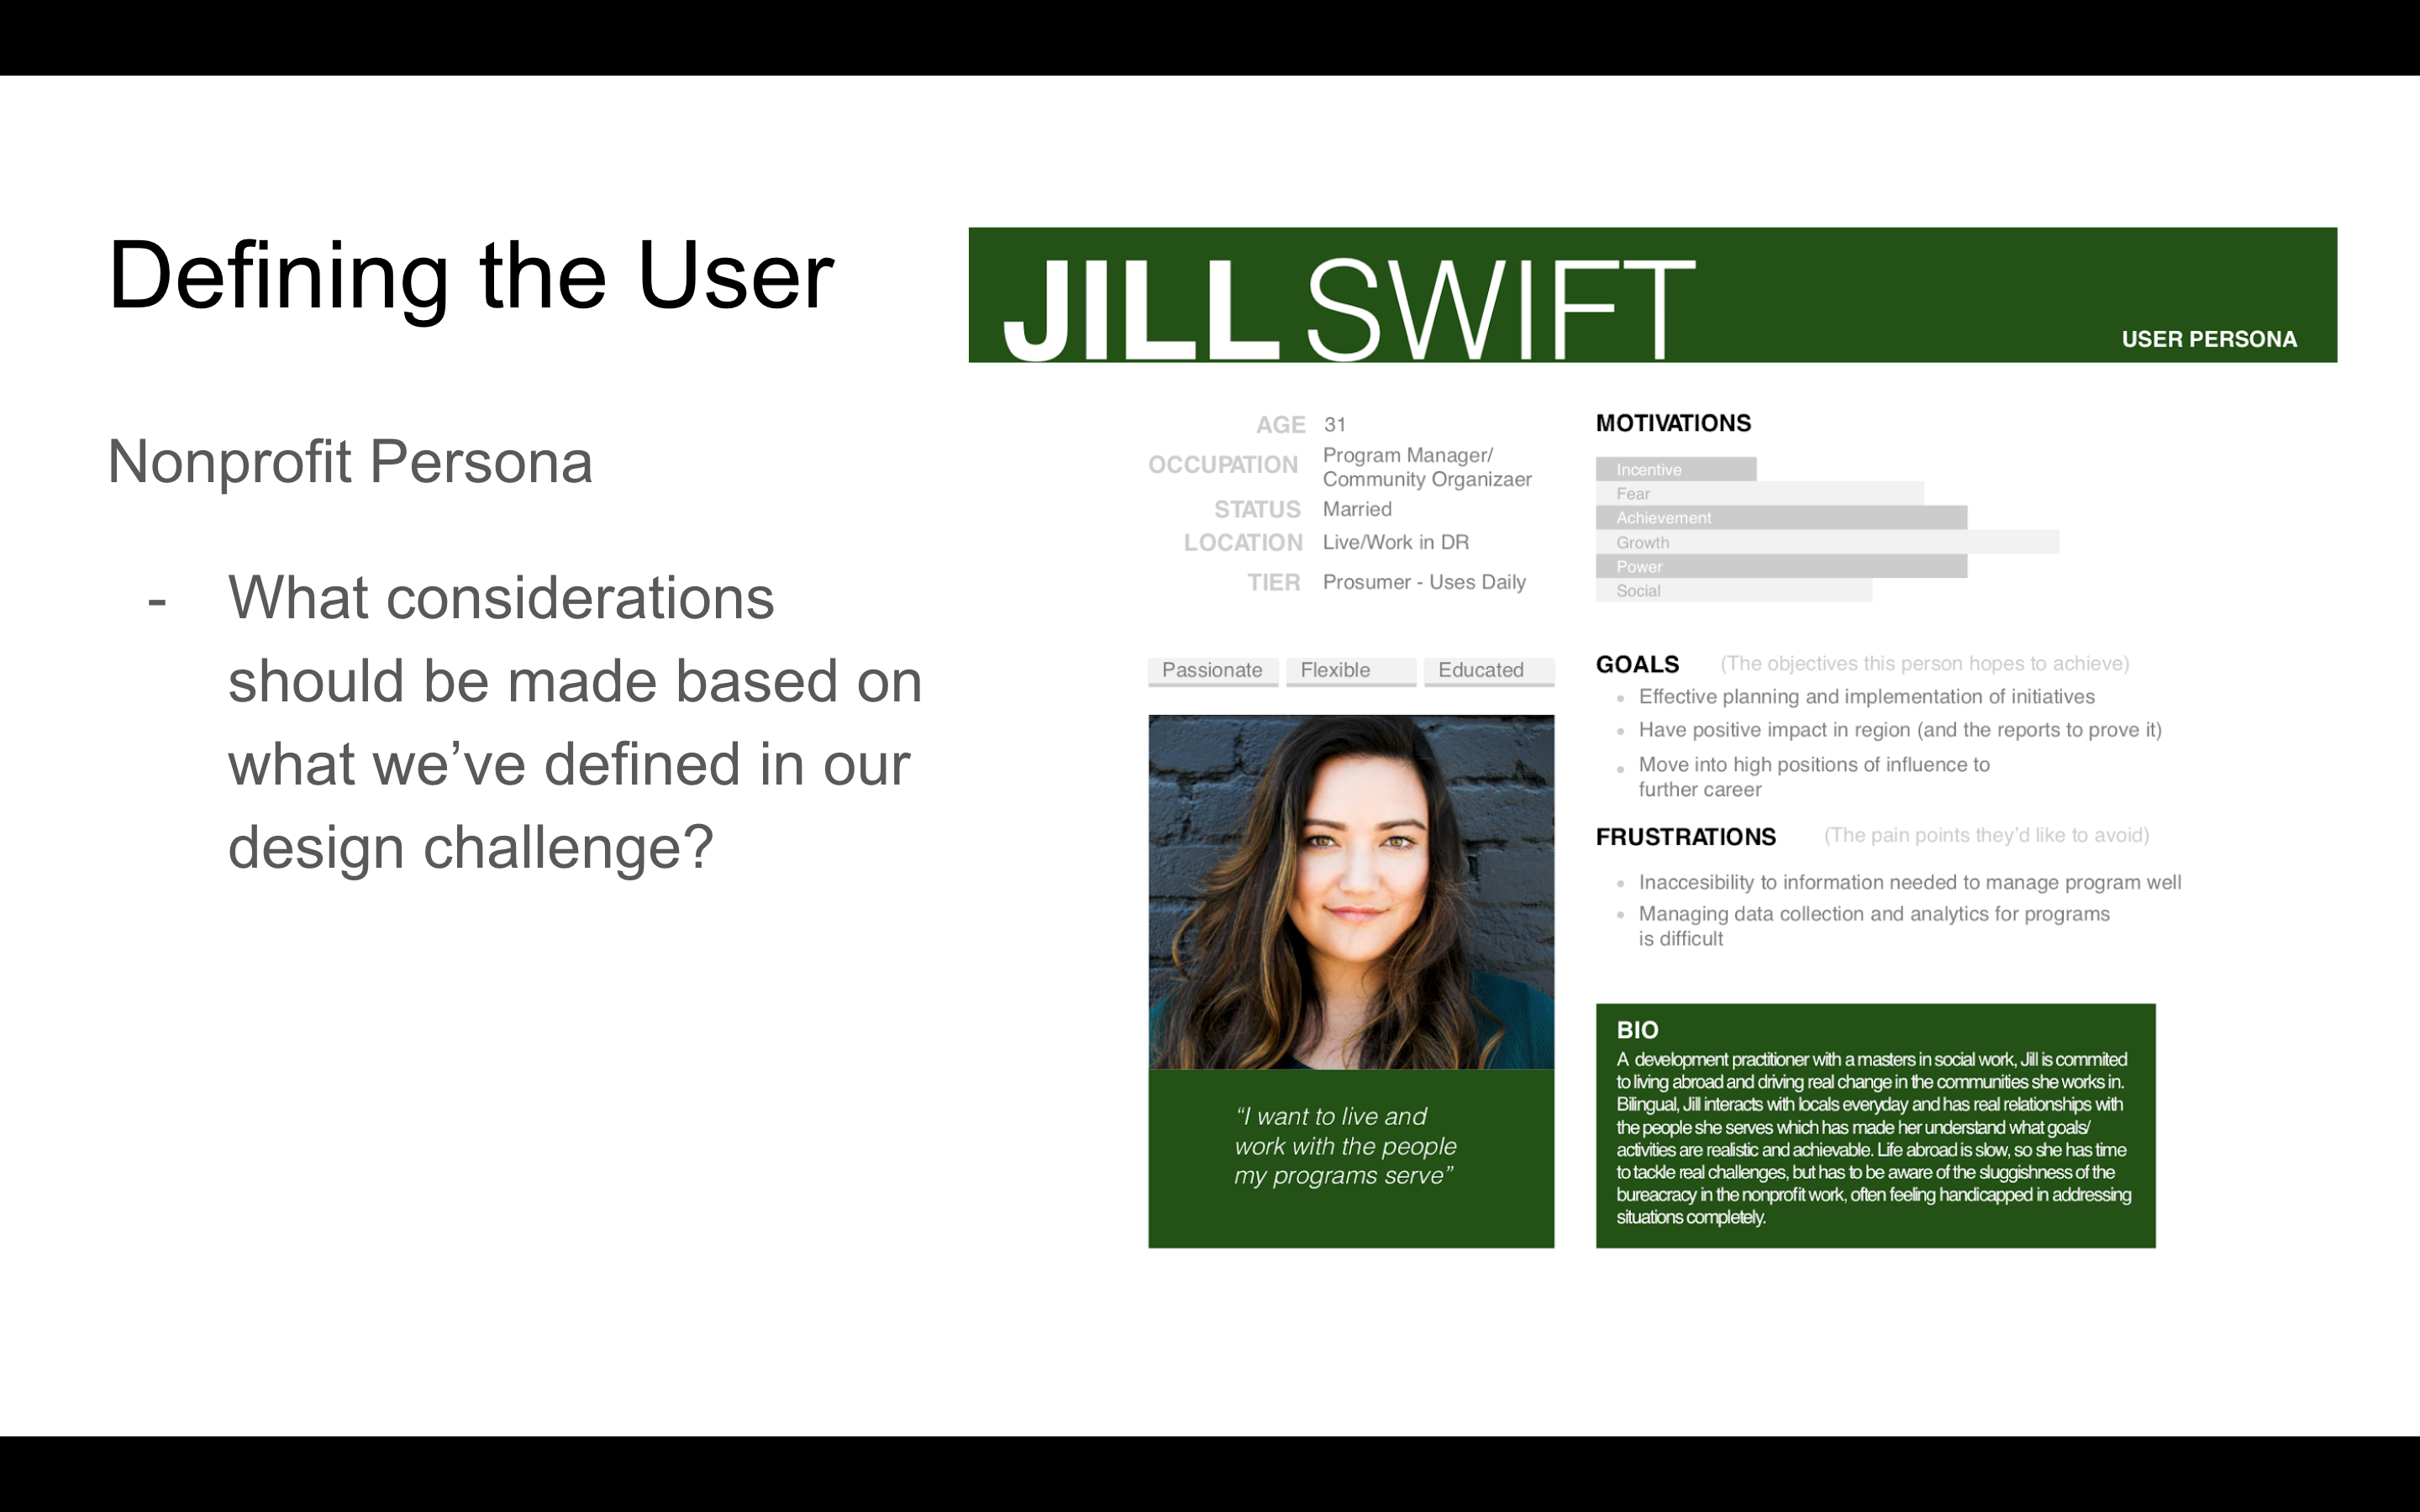 Defining the User
Nonprofit Persona
- What considerations
should be made based on
what we’ve defined in our
design challenge?
JILL SWIFT
USER PERSONA
AGE 31
OCCUPATION Program Manager/
Community Organizaer
STATUS Married
LOCATION Live/Work in DR
TIER Prosumer - Uses Daily
Passionate Flexible Educated
“I want to live and
work with the people
my programs serve”
MOTIVATIONS
Incentive
Fear
Achievement
Growth
Power
Social
GOALS (The objectives this person hopes to achieve)
• Effective planning and implementation of initiatives
• Have positive impact in region (and the reports to prove it)
• Move into high positions of influence to
further career
FRUSTRATIONS (The pain points they’d like to avoid)
• Inaccesibility to information needed to manage program well
• Managing data collection and analytics for programs
is difficult
BIO
A development practitioner with a masters in social work, Jill is commited
to living abroad and driving real change in the communities she works in.
Bilingual, Jill interacts with locals everyday and has real relationships with
the people she serves which has made her understand what goals/
activities are realistic and achievable. Life abroad is slow, so she has time
to tackle real challenges, but has to be aware of the sluggishness of the
bureacracy in the nonprofit work, often feeling handicapped in addressing
situations completely.